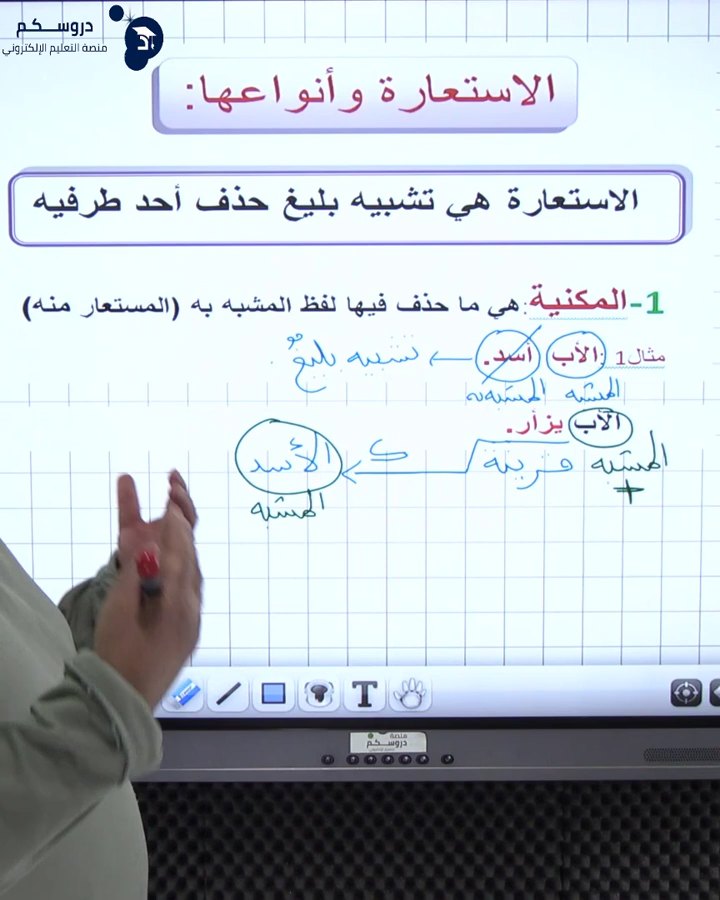 دروسكم
منصة التعليم الإلكتروني
الاستعارة وأنواعها:
الاستعارة هي تشبيه بليغ حذف أحد طرفيه
1-المكنية: هي ما حذف فيها لفظ المشبه به (المستعار منه)
مثال1: الأب أسد. ← تشبيه بليغ
المشبه المشبه به
الأب يزأر.
المشبه قرينة ك الأسد
+ المشبه
T
منصة
دروسكم